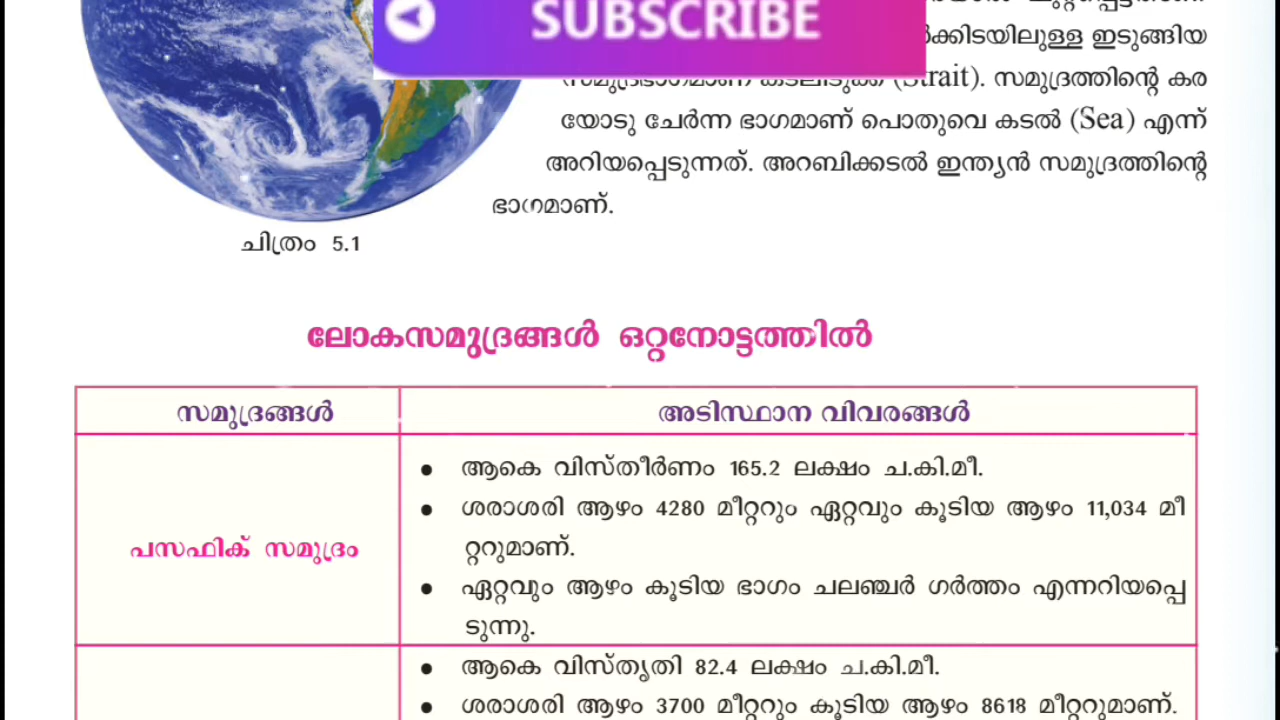 SUBSCRIBE
ർക്കിടയിലുള്ള ഇടുങ്ങിയ
(Strait). സമുദ്രത്തിന്റെ കര
യോടു ചേർന്ന ഭാഗമാണ് പൊതുവെ കടൽ (Sea) എന്ന്
അറിയപ്പെടുന്നത്. അറബിക്കടൽ ഇന്ത്യൻ സമുദ്രത്തിന്റെ
ഭാഗമാണ്.
ചിത്രം 5.1
ലോകസമുദ്രങ്ങൾ ഒറ്റനോട്ടത്തിൽ
സമുദ്രങ്ങൾ
അടിസ്ഥാന വിവരങ്ങൾ
പസഫിക് സമുദ്രം
• ആകെ വിസ്തീർണം 165.2 ലക്ഷം ച.കി.മീ.
• ശരാശരി ആഴം 4280 മീറ്ററും ഏറ്റവും കൂടിയ ആഴം 11,034 മീ
റ്ററുമാണ്.
• ഏറ്റവും ആഴം കൂടിയ ഭാഗം ചലഞ്ചർ ഗർത്തം എന്നറിയപ്പെ
ടുന്നു.
• ആകെ വിസ്തൃതി 82.4 ലക്ഷം ച.കി.മീ.
• ശരാശരി ആഴം 3700 മീറ്ററും കൂടിയ ആഴം 8618 മീറ്ററുമാണ്.